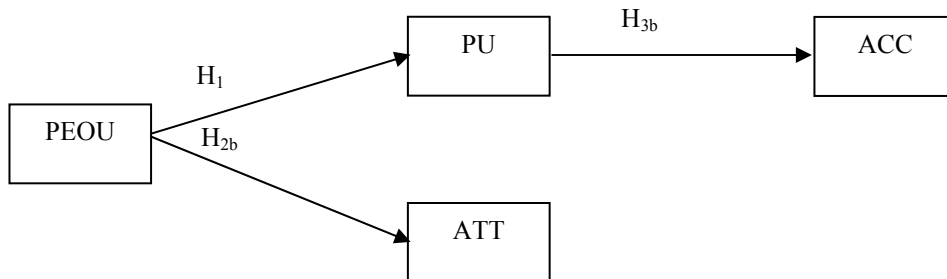 PU
H3b
ACC
H1
PEOU
H2b
ATT